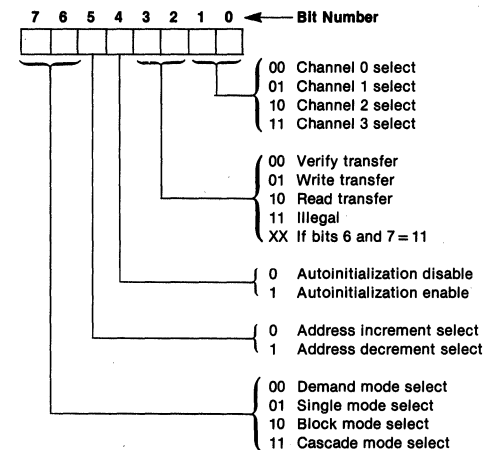 7 6 5 4 3 2 1 0 Bit Number
00 Channel 0 select
01 Channel 1 select
10 Channel 2 select
11 Channel 3 select
00 Verify transfer
01 Write transfer
10 Read transfer
11 Illegal
XX If bits 6 and 7=11
0 Autoinitialization disable
1 Autoinitialization enable
0 Address increment select
1 Address decrement select
00 Demand mode select
01 Single mode select
10 Block mode select
11 Cascade mode select